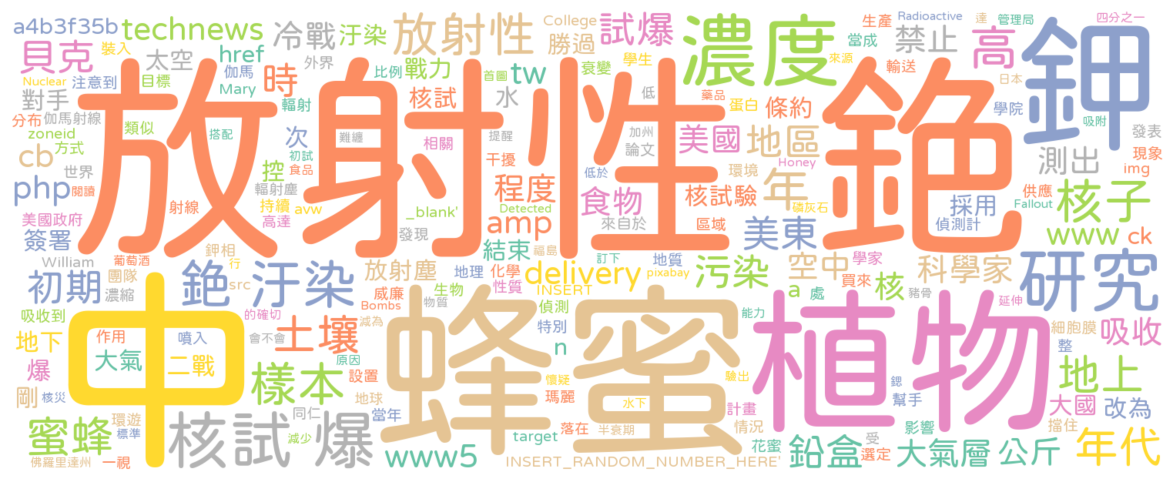 a4b3f35b technews 冷戰 汙染 放射性 College 勝過 試爆 濃度 生產 Radioactive 達 管理局 四分之一
貝克 裝入 太空 href 伽馬 比例 戰力 首圖 學生 衰變 tw 當成 禁止 來源 高 鉀
注意到 目標 Mary 時 Nuclear 核試 低 藥品 蛋白 條約 輸送 日本
對手 伽馬射線 輻射 水 美國 學院 吸附
分布 類似 搭配 難纏 相關 提醒 加州 地區 Honey 發表
zoneid 方式 次 初試 干擾 論文 現象
cb 世界 控 食品 低於 環境 年 測出 img
php 閱讀 輻射塵 程度 食物 核試驗 磷灰石 供應
美國政府 射線 持續 avw _blank' Detected 來自於 區域 採用 Fallout 核子
簽署 高達 發現 amp 結束 美東 偵測計 www ck
放射性銫
William 葡萄酒 鉀相 行 福島 訂下 地質 學家
初期 團隊 銫 汙染 放射塵 地理 化學 delivery 污染 空中 科學家 研究
濃縮 src 威廉 性質 INSERT pixabay a 處 買來 核 豬骨
吸收到 的確切 會不會 減為 Bombs 生物 物質 偵測 能力 延伸
地下 作用 噴入 土壤 特別 細胞膜 吸收
爆 大氣 二戰 原因 n 懷疑 驗出 整
中 蜂蜜 植物
剛 核災 樣本 設置 地球 瑪麗 鍶 地上
環遊 標準 同仁 當年 水下 計畫 幫手 大國 改為
蜜蜂 核試 爆 減少 target 落在 半衰期 情況 影響 擋住
佛羅里達州 一視 www5 INSERT_RANDOM_NUMBER_HERE' 花蜜 鉛盒 受 選定 大氣層 公斤 年代